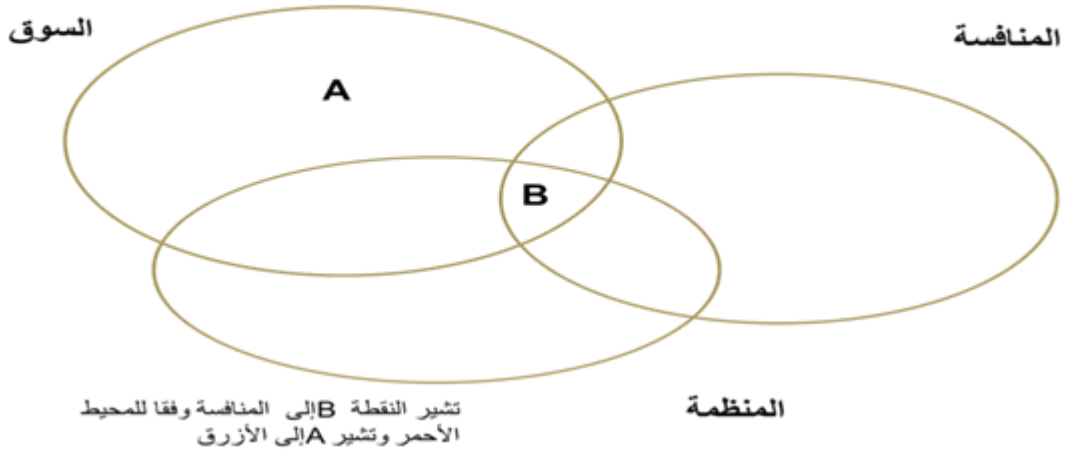 السوق
المنافسة
A
B
المنظمة
تشير النقطة Bإلى المنافسة وفقا للمحيط
الأحمر وتشير Aإلى الأزرق